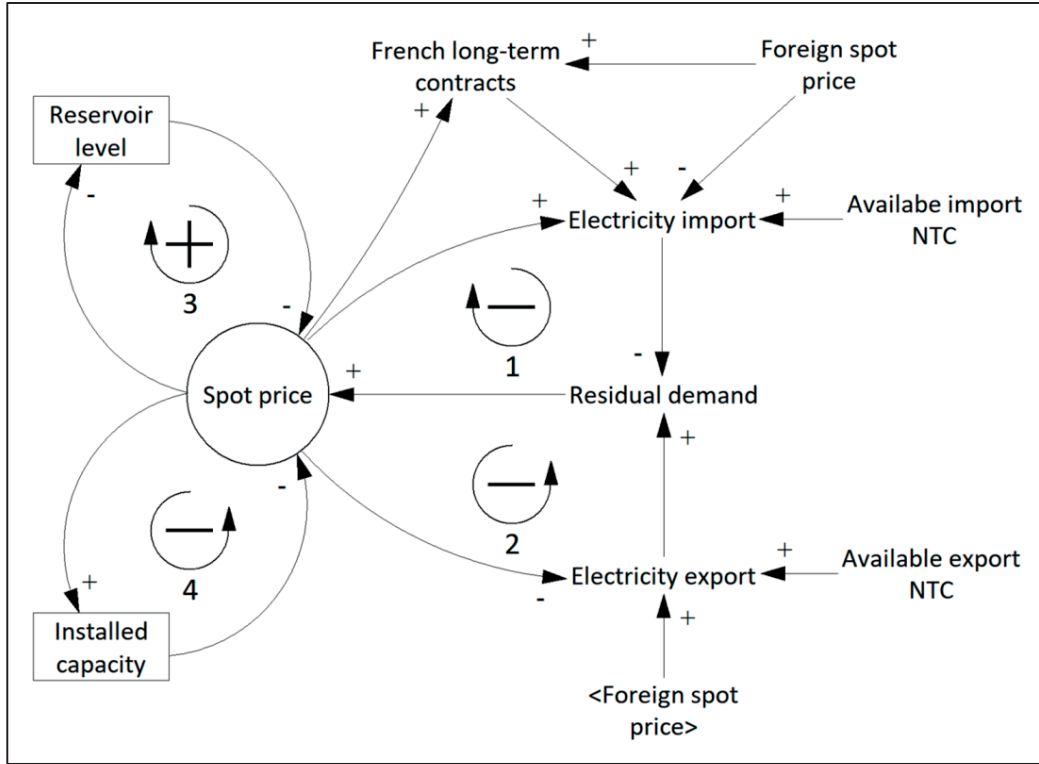 French long-term
contracts
+
Foreign spot
price
+
Reservoir
level
-
+
-
+
Electricity import
+
Availabe import
NTC
+
3
-
-
1
-
Spot price
+
Residual demand
+
-
-
2
-
4
+
Electricity export
-
+
Available export
NTC
+
Installed
capacity
<Foreign spot
price>